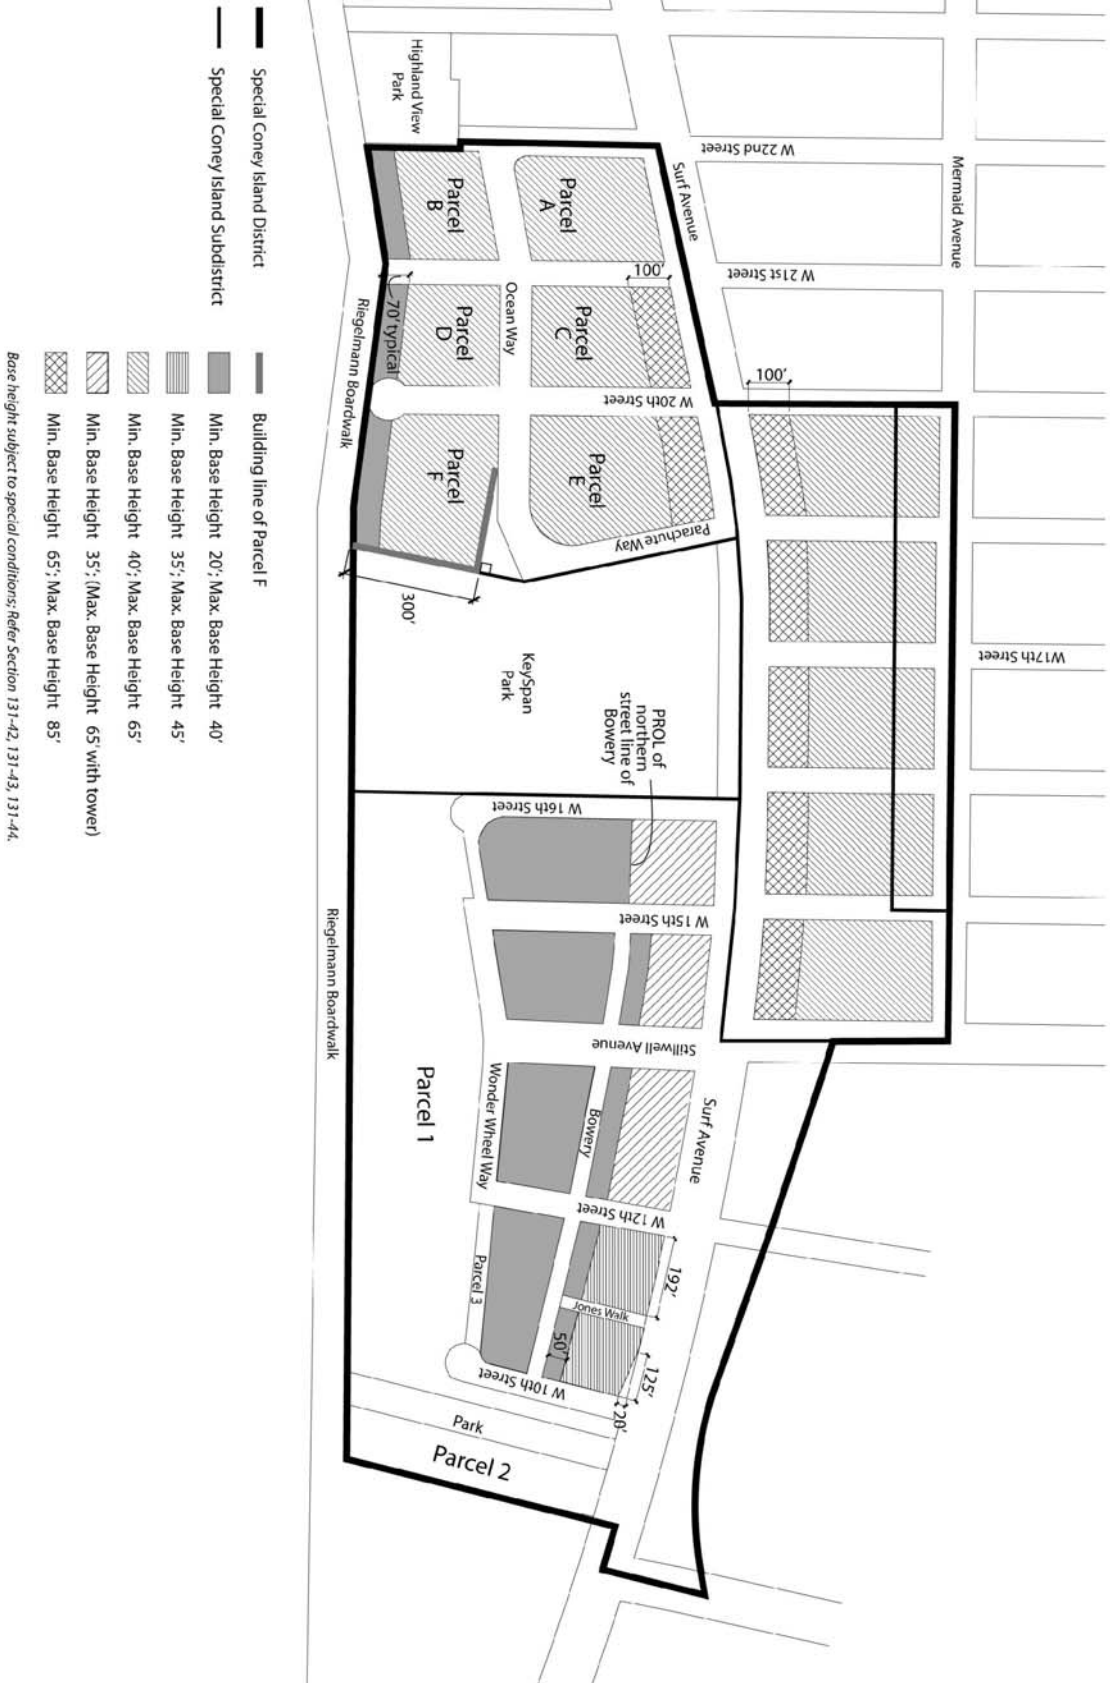 Mermaid Avenue
W 22nd Street
W 21st Street
W17th Street
Surf Avenue
Highland View
Park
Parcel
A
Parcel
B
100'
100'
Parcel
C
Parcel
D
Ocean Way
W 20th Street
70' typical
Riegelmann Boardwalk
Parcel
E
Parcel
F
Parachute Way
300'
KeySpan
Park
PROL of
northern
street line of
Bowery
W 16th Street
W 15th Street
Stillwell Avenue
Surf Avenue
Bowery
Wonder Wheel Way
W 12th Street
Parcel 1
192'
Jones Walk
Parcel 3
50'
125'
20'
W 10th Street
Park
Parcel 2
Riegelmann Boardwalk
Special Coney Island District
Special Coney Island Subdistrict
Building line of Parcel F
Min. Base Height 20'; Max. Base Height 40'
Min. Base Height 35'; Max. Base Height 45'
Min. Base Height 40'; Max. Base Height 65'
Min. Base Height 35'; (Max. Base Height 65' with tower)
Min. Base Height 65'; Max. Base Height 85'
Base height subject to special conditions; Refer Section 131-42, 131-43, 131-44.